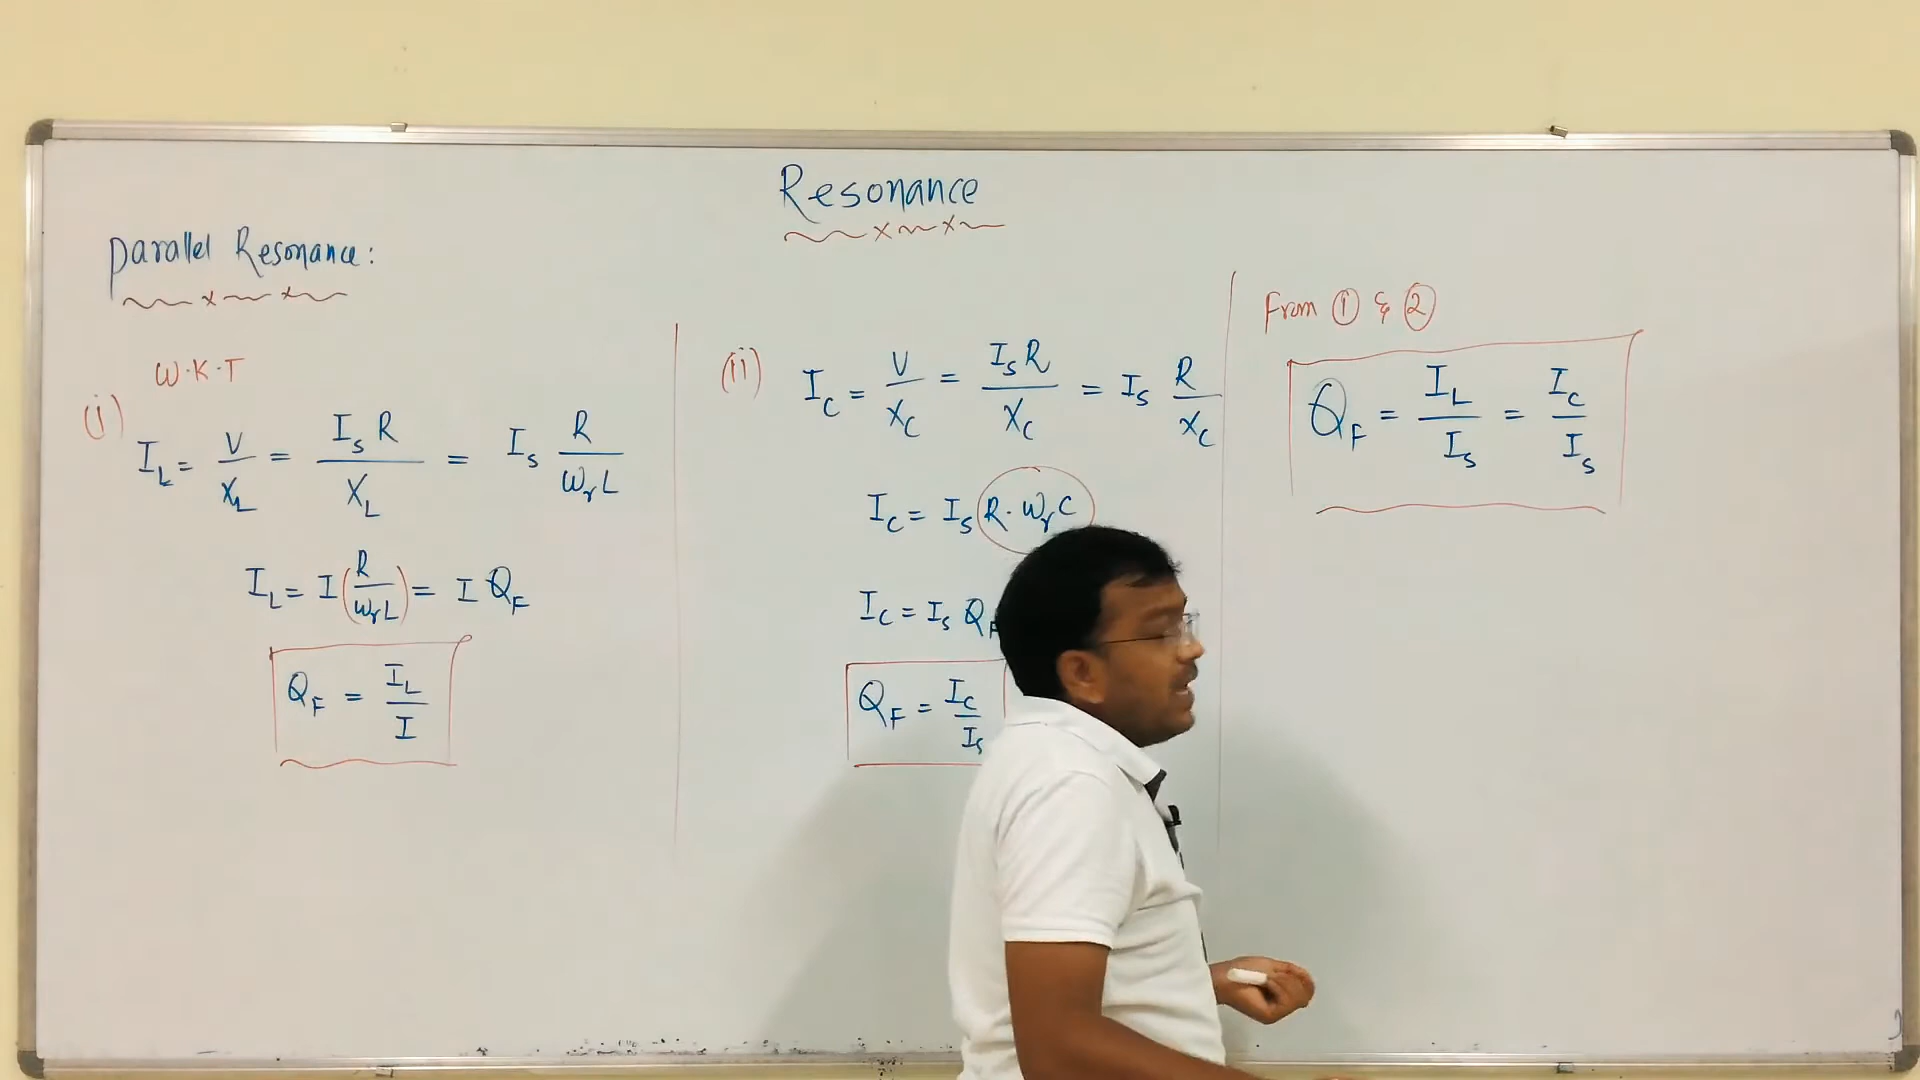 Resonance
Parallel Resonance:
W.K.T
(i)
I_L = V/X_L = I_S R/X_L = I_S R/ω_r L
I_L = I (R/ω_r L) = I Q_F
Q_F = I_L/I
(ii)
I_C = V/X_C = I_S R/X_C = I_S R/X_C
I_C = I_S R. ω_r C
I_C = I_S Q_F
Q_F = I_C/I_S
From ① & ②
Q_F = I_L/I_S = I_C/I_S